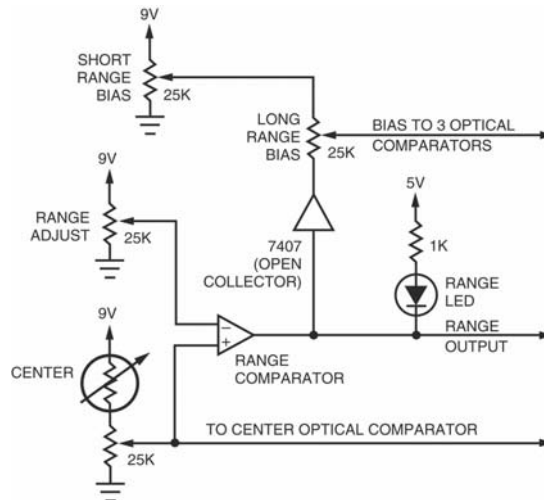 9V
SHORT
RANGE
BIAS
25K
LONG
RANGE
BIAS
25K
BIAS TO 3 OPTICAL
COMPARATORS
9V
RANGE
ADJUST
25K
7407
(OPEN
COLLECTOR)
5V
1K
RANGE
LED
−
+
RANGE
COMPARATOR
RANGE
OUTPUT
9V
CENTER
25K
TO CENTER OPTICAL COMPARATOR